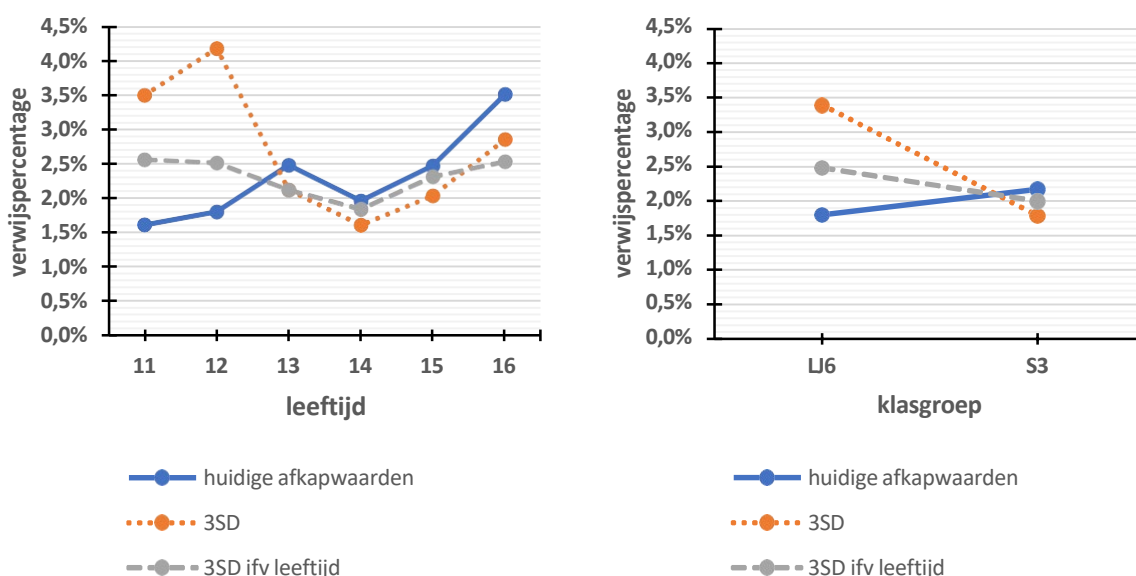 4,5%
4,0%
3,5%
3,0%
2,5%
2,0%
1,5%
1,0%
0,5%
0,0%
verwijspercentage
11 12 13 14 15 16
leeftijd
huidige afkapwaarden
3SD
3SD ifv leeftijd
4,5%
4,0%
3,5%
3,0%
2,5%
2,0%
1,5%
1,0%
0,5%
0,0%
verwijspercentage
LJ6 S3
klasgroep
huidige afkapwaarden
3SD
3SD ifv leeftijd